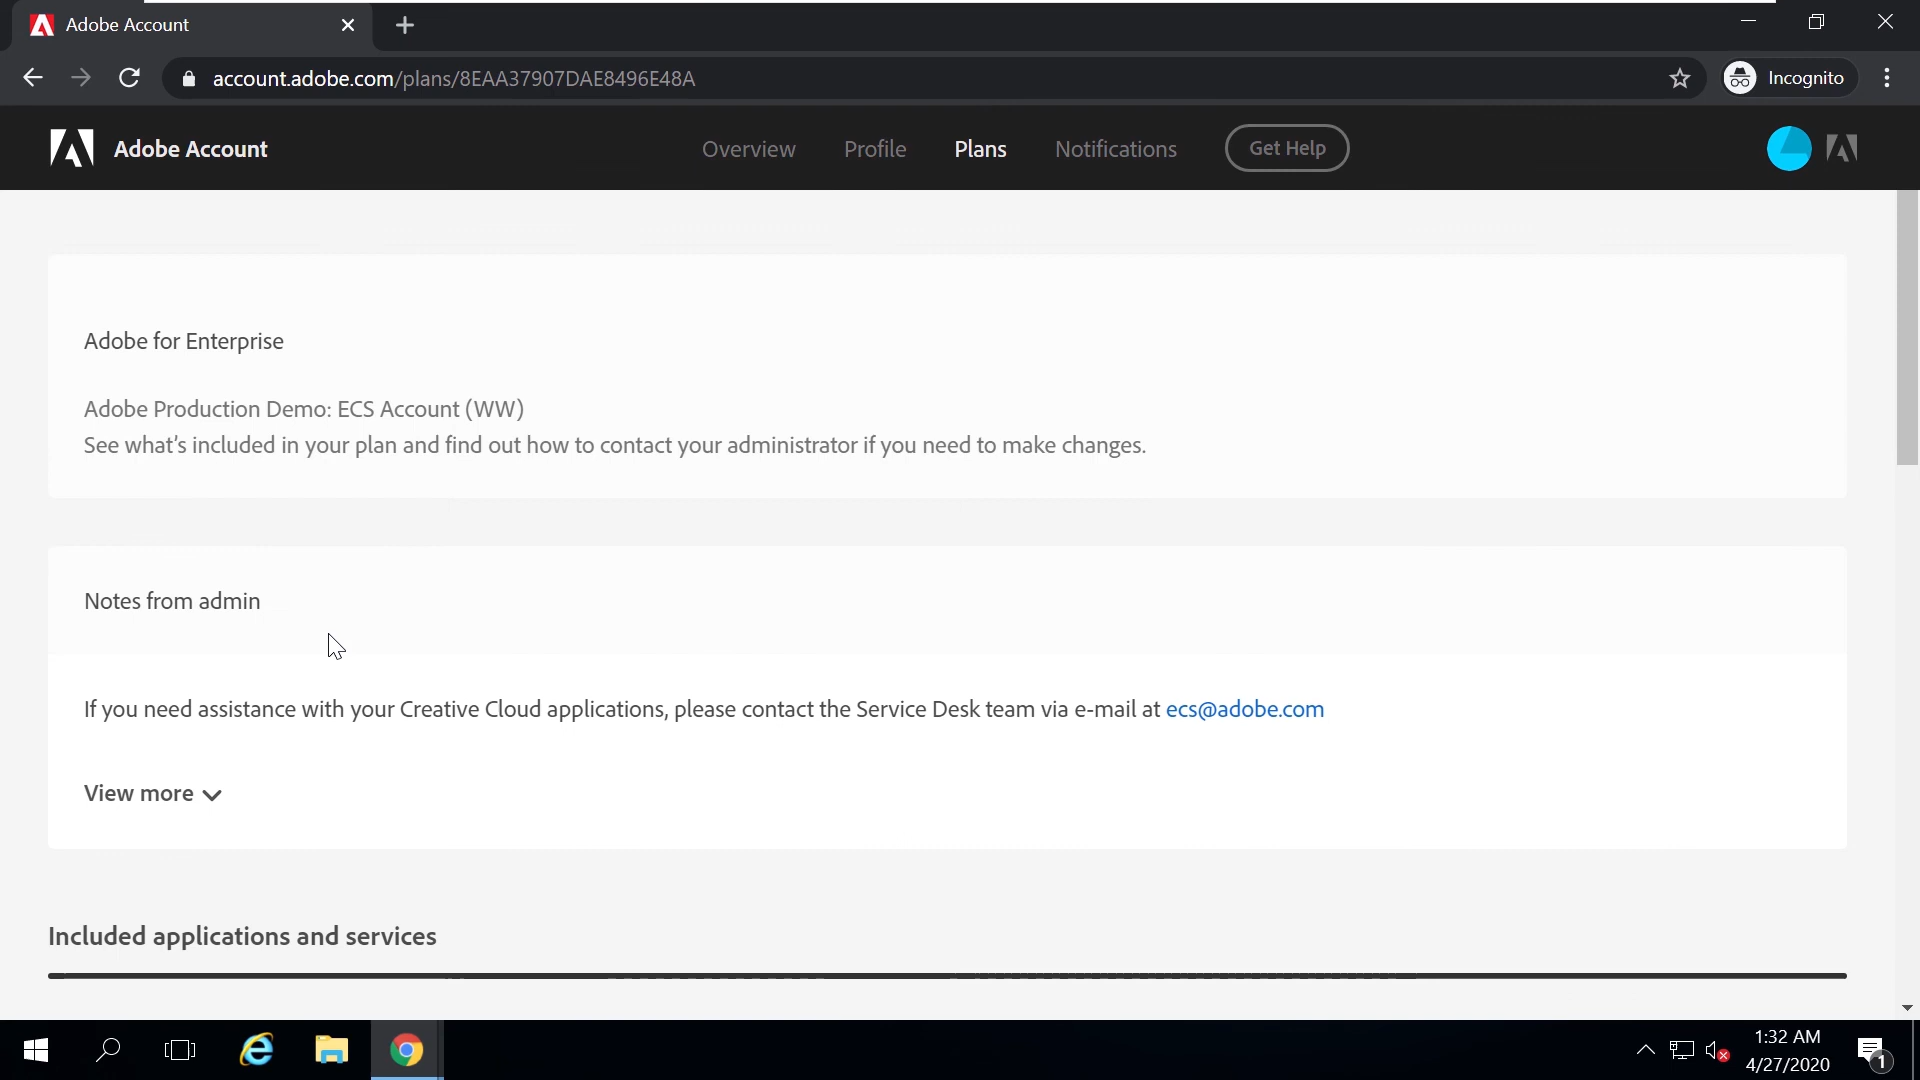 Adobe Account
account.adobe.com/plans/8EAA37907DAE8496E48A
Incognito
Adobe Account
Overview
Profile
Plans
Notifications
Get Help
Adobe for Enterprise
Adobe Production Demo: ECS Account (WW)
See what’s included in your plan and find out how to contact your administrator if you need to make changes.
Notes from admin
If you need assistance with your Creative Cloud applications, please contact the Service Desk team via e-mail at ecs@adobe.com
View more
Included applications and services
1:32 AM
4/27/2020
1